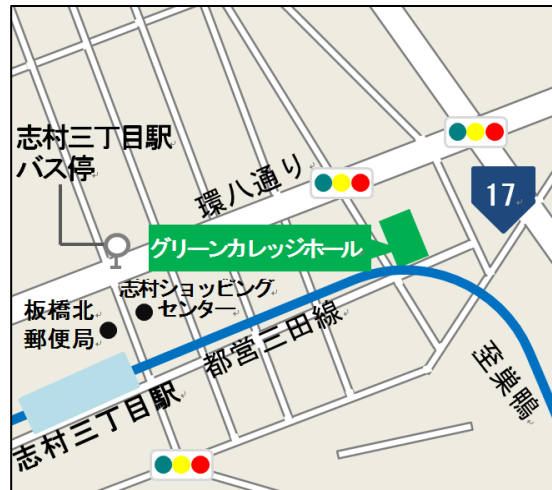 志村三丁目駅
バス停
環八通り
17
グリーンカレッジホール
志村ショッピング
センター
板橋北
郵便局
都営三田線
至巣鴨
志村三丁目駅